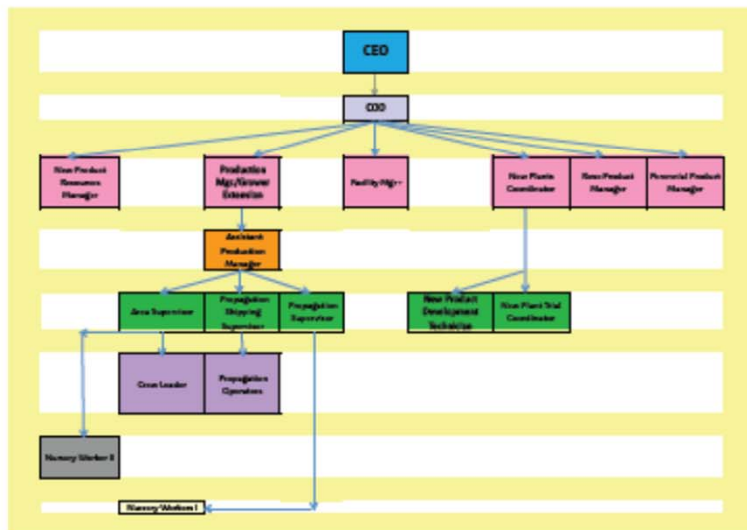 CEO
COO
New Product
Resources
Manager
Production
Mgr/Grower
Extension
Facility Mgr
New Plants
Coordinator
New Product
Manager
Perennial Product
Manager
Assistant
Production
Manager
Area Supervisor
Propagation
Shipping
Supervisor
Propagation
Supervisor
New Product
Development
Technician
New Plant Trial
Coordinator
Crew Leader
Propagation
Operators
Nursery Worker II
Nursery Workers I